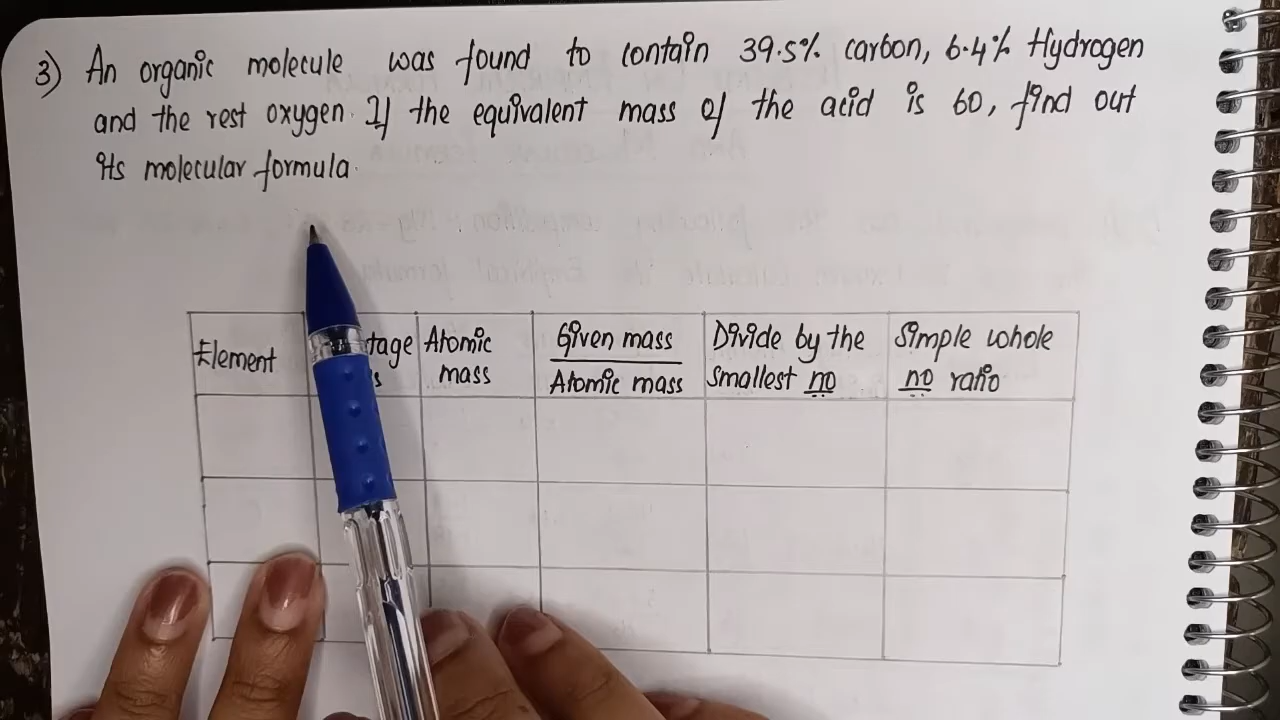 3) An organic molecule was found to contain 39.5% carbon, 6.4% Hydrogen
and the rest oxygen. If the equivalent mass of the acid is 60, find out
its molecular formula.
Element tage Atomic Given mass Divide by the Simple whole
mass Atomic mass smallest no no ratio